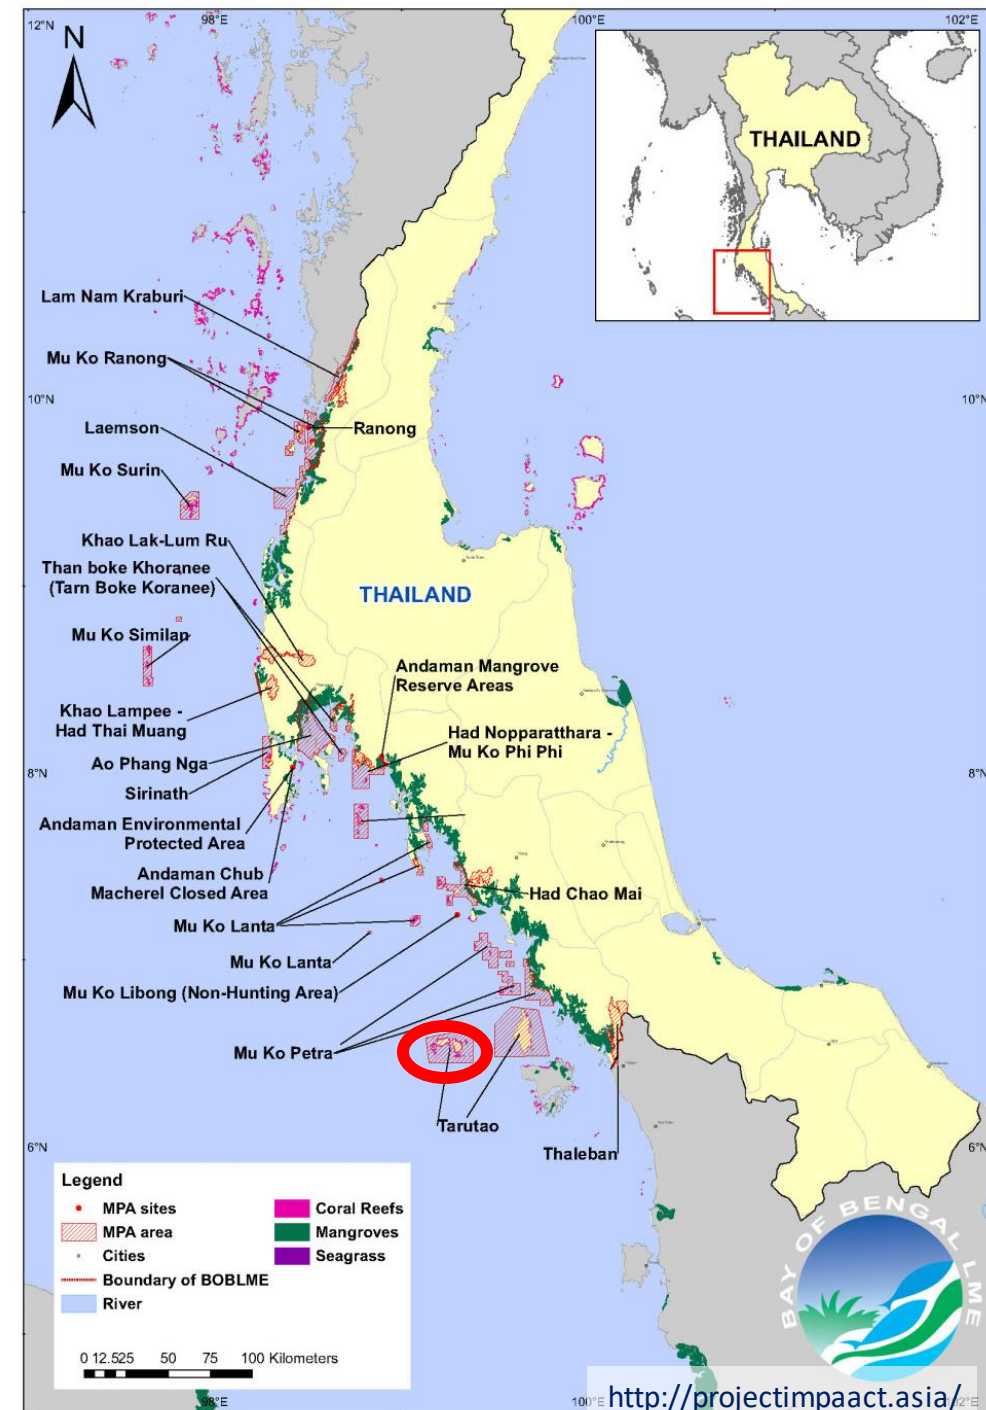 12°N
98°E
100°E
102°E
N
THAILAND
Lam Nam Kraburi
Mu Ko Ranong
10°N
10°N
Laemson
Ranong
Mu Ko Surin
Khao Lak-Lum Ru
Than boke Khoranee
(Tarn Boke Koranee)
THAILAND
Mu Ko Similan
Andaman Mangrove
Reserve Areas
Khao Lampee -
Had Thai Muang
Had Nopparatthara -
Mu Ko Phi Phi
Ao Phang Nga
8°N
8°N
Sirinath
Andaman Environmental
Protected Area
Andaman Chub
Macherel Closed Area
Had Chao Mai
Mu Ko Lanta
Mu Ko Lanta
Mu Ko Libong (Non-Hunting Area)
Mu Ko Petra
Tarutao
Thaleban
6°N
6°N
Legend
MPA sites
MPA area
Cities
Boundary of BOBLME
River
Coral Reefs
Mangroves
Seagrass
0 12.525 50 75 100 Kilometers
BAY OF BENGAL LME
98°E
100°E
102°E
http://projectimpaact.asia/